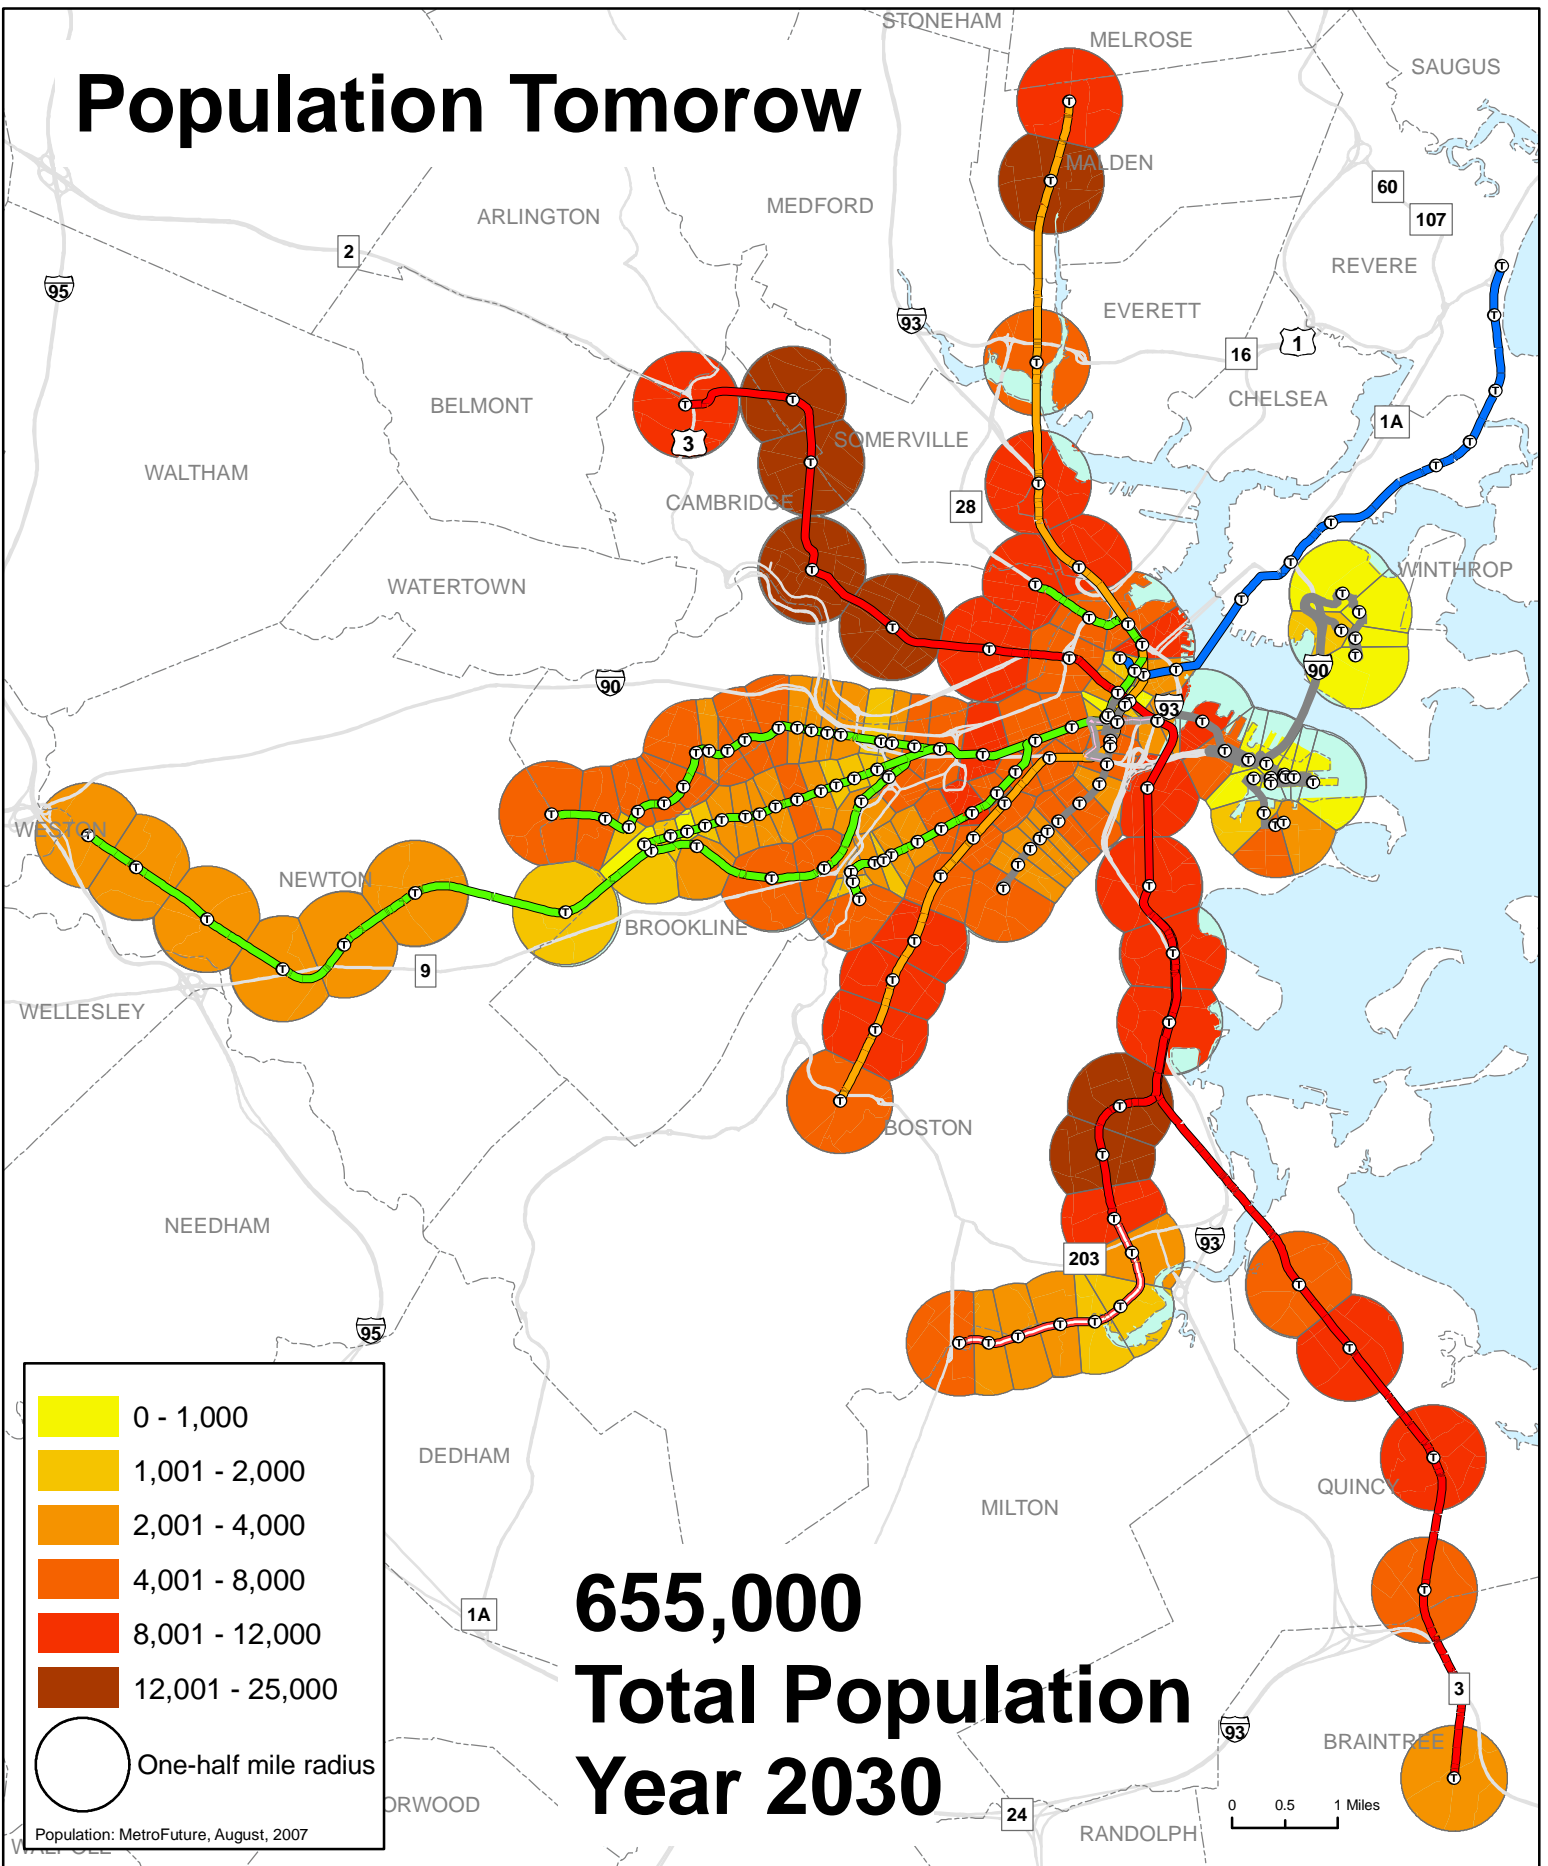 STONEHAM
MELROSE
SAUGUS
Population Tomorow
MALDEN
60
107
ARLINGTON
MEDFORD
2
REVERE
95
93
EVERETT
16
1
BELMONT
CHELSEA
1A
3
SOMERVILLE
WALTHAM
CAMBRIDGE
28
WATERTOWN
WINTHROP
90
90
93
WESTON
NEWTON
BROOKLINE
9
WELLESLEY
BOSTON
NEEDHAM
93
203
95
0 - 1,000
1,001 - 2,000
2,001 - 4,000
4,001 - 8,000
8,001 - 12,000
12,001 - 25,000
One-half mile radius
Population: MetroFuture, August, 2007
DEDHAM
QUINCY
MILTON
1A
655,000
Total Population
Year 2030
3
93
BRAINTREE
ORWOOD
24
RANDOLPH
0 0.5 1 Miles